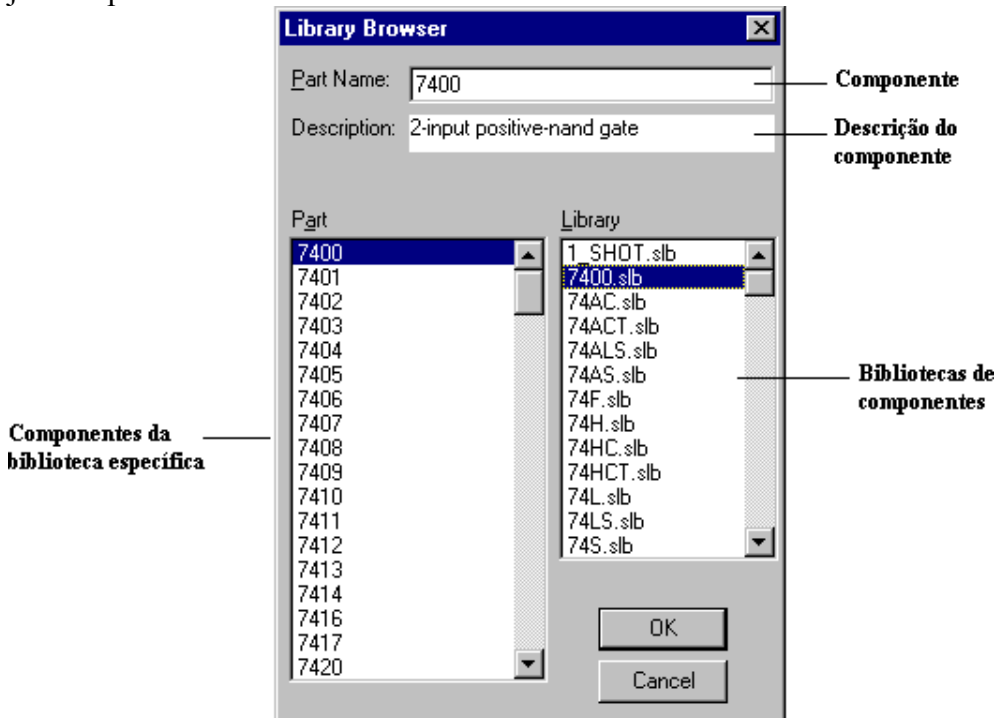 Library Browser
Part Name:
7400
Componente
Description:
2-input positive-nand gate
Descrição do
componente
Part
7400
7401
7402
7403
7404
7405
7406
7407
7408
7409
7410
7411
7412
7413
7414
7416
7417
7420
Library
1_SHOT.slb
7400.slb
74AC.slb
74ACT.slb
74ALS.slb
74AS.slb
74F.slb
74H.slb
74HC.slb
74HCT.slb
74L.slb
74LS.slb
74S.slb
Bibliotecas de
componentes
Componentes da
biblioteca específica
OK
Cancel